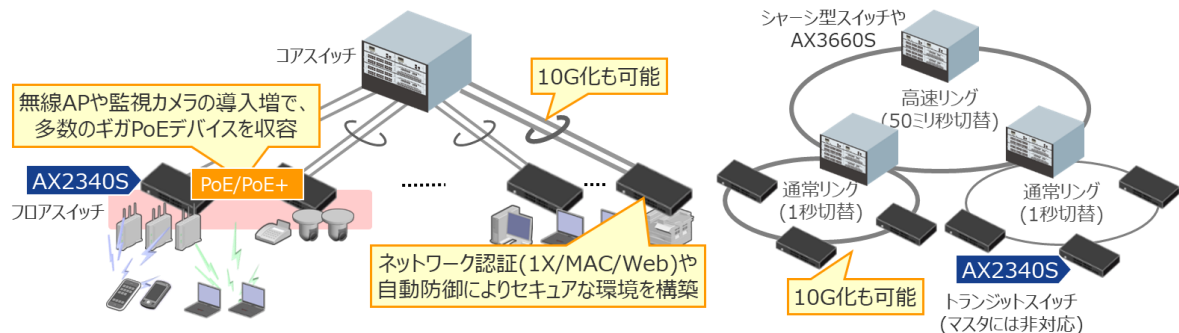 コアスイッチ
10G化も可能
無線APや監視カメラの導入増で、
多数のギガPoEデバイスを収容
AX2340S
PoE/PoE+
フロアスイッチ
........
....
ネットワーク認証(1X/MAC/Web)や
自動防御によりセキュアな環境を構築
シャーシ型スイッチや
AX3660S
高速リング
(50ミリ秒切替)
通常リング
(1秒切替)
通常リング
(1秒切替)
10G化も可能
AX2340S
トランジットスイッチ
(マスタには非対応)